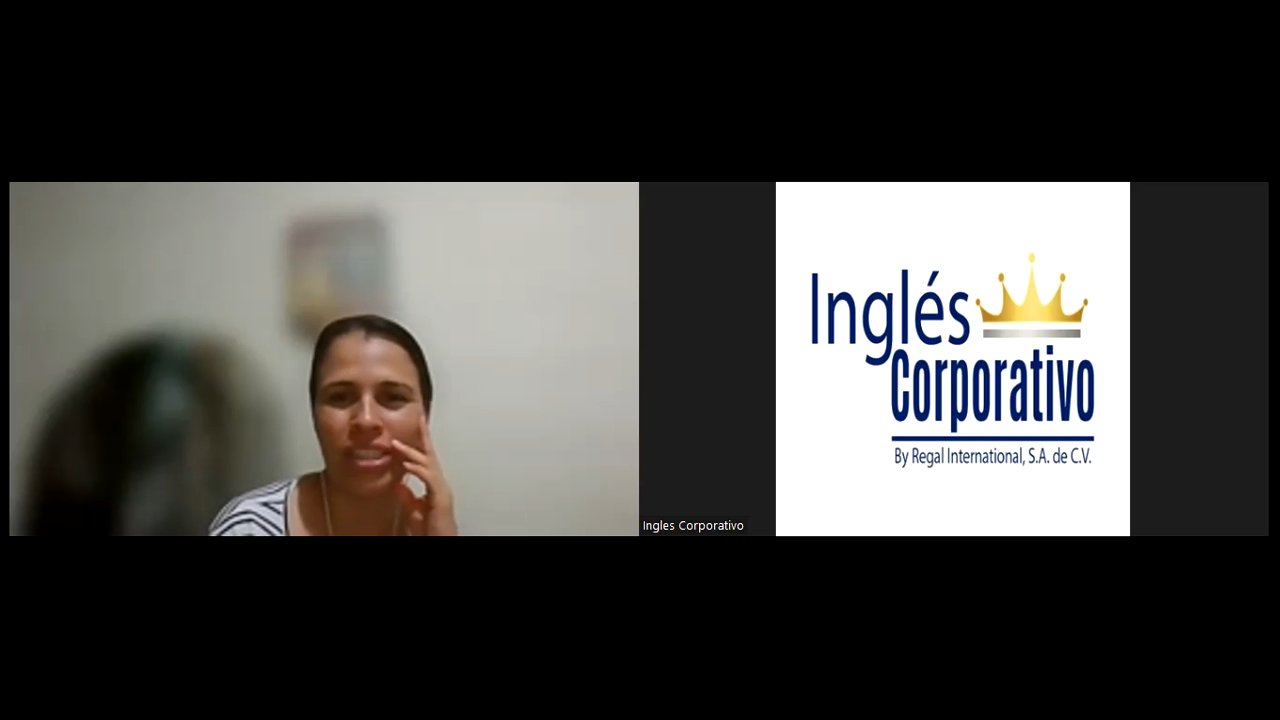 Inglés
Corporativo
By Regal International, S.A. de C.V.
Ingles Corporativo